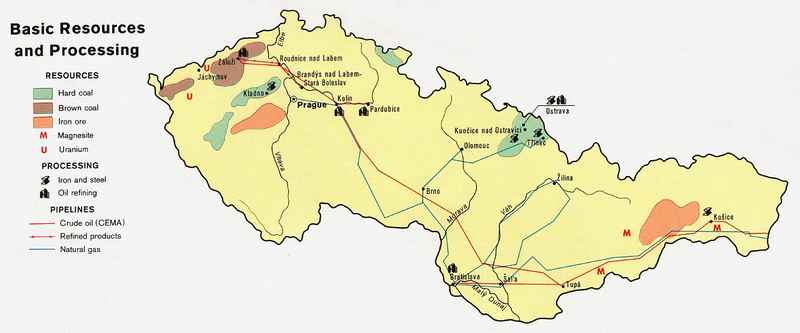 Basic Resources
and Processing
RESOURCES
Hard coal
Brown coal
Iron ore
M Magnesite
U Uranium
PROCESSING
Iron and steel
Oil refining
PIPELINES
Crude oil (CEMA)
Refined products
Natural gas
Elbe
Záluží
U
Jáchymov
U
Roudnice nad Labem
Brandýs nad Labem-
Stará Boleslav
Kladno
Prague
Kolín
Pardubice
Vltava
Ostrava
Kunčice nad Ostravicí
Třinec
Olomouc
Brno
Morava
Žilina
Váh
Košice
M
M
M
Bratislava
Šaľa
Malý Dunaj
Tupá